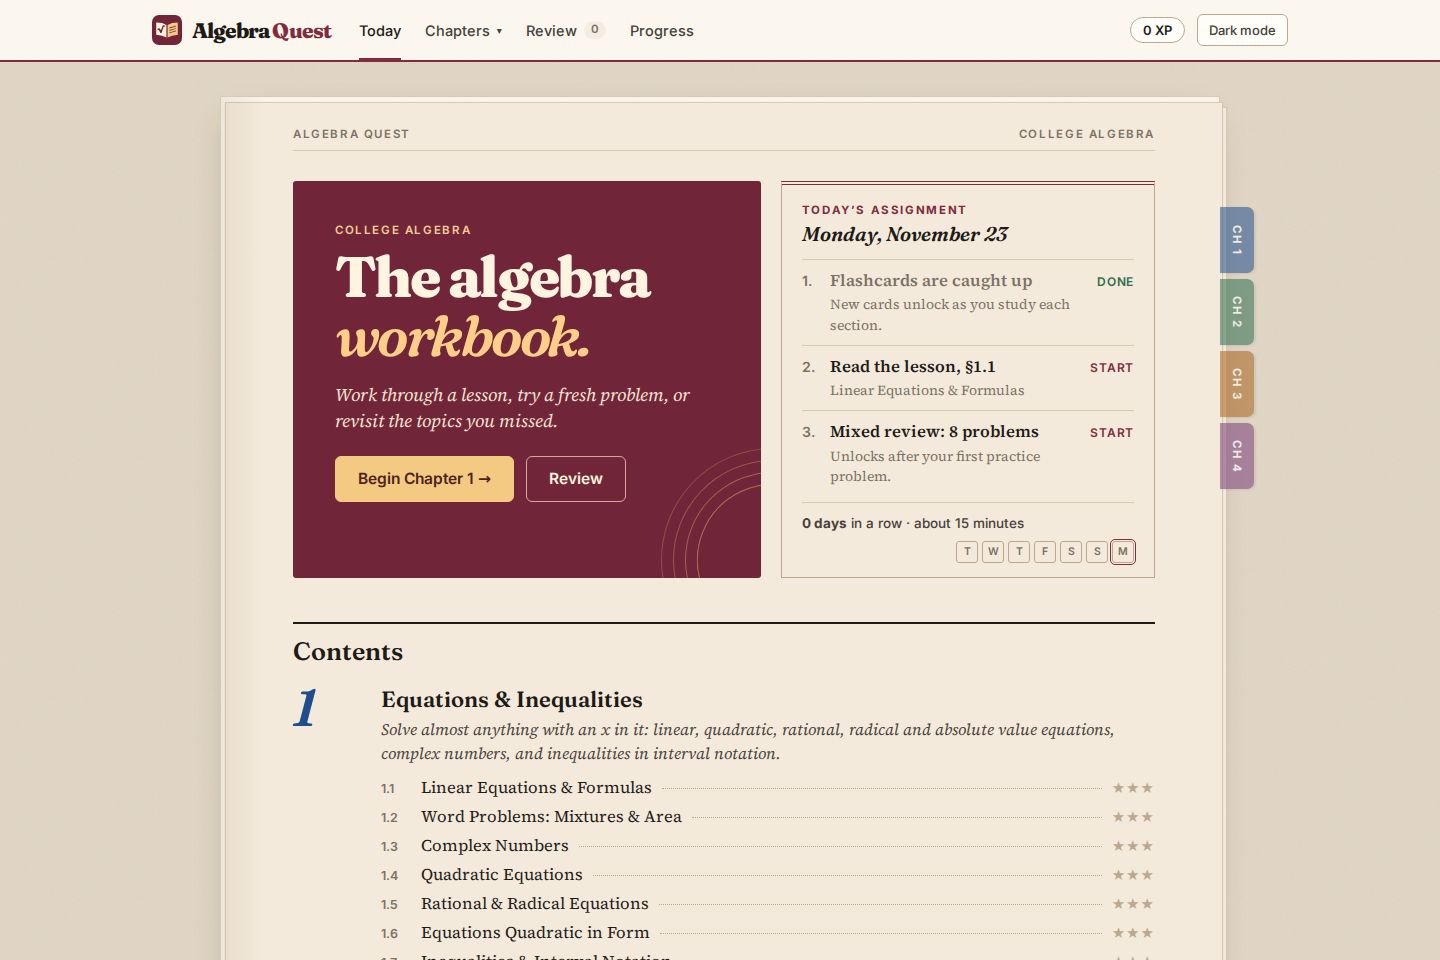 Algebra Quest Today Chapters ▾ Review 0 Progress 0 XP Dark mode
ALGEBRA QUEST COLLEGE ALGEBRA
COLLEGE ALGEBRA
The algebra
workbook.
Work through a lesson, try a fresh problem, or
revisit the topics you missed.
Begin Chapter 1 → Review
TODAY'S ASSIGNMENT
Monday, November 23
1. Flashcards are caught up DONE
New cards unlock as you study each
section.
2. Read the lesson, §1.1 START
Linear Equations & Formulas
3. Mixed review: 8 problems START
Unlocks after your first practice
problem.
0 days in a row · about 15 minutes
T W T F S S M
CH 1
CH 2
CH 3
CH 4
Contents
1 Equations & Inequalities
Solve almost anything with an x in it: linear, quadratic, rational, radical and absolute value equations,
complex numbers, and inequalities in interval notation.
1.1 Linear Equations & Formulas ★★★
1.2 Word Problems: Mixtures & Area ★★★
1.3 Complex Numbers ★★★
1.4 Quadratic Equations ★★★
1.5 Rational & Radical Equations ★★★
1.6 Equations Quadratic in Form ★★★
1.7 Inequalities & Interval Notation ★★★